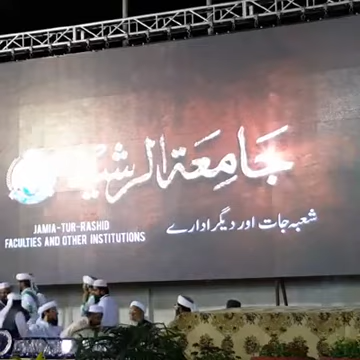 جامعۃ الرشید
JAMIA-TUR-RASHID
FACULTIES AND OTHER INSTITUTIONS
شعبہ جات اور دیگر ادارے